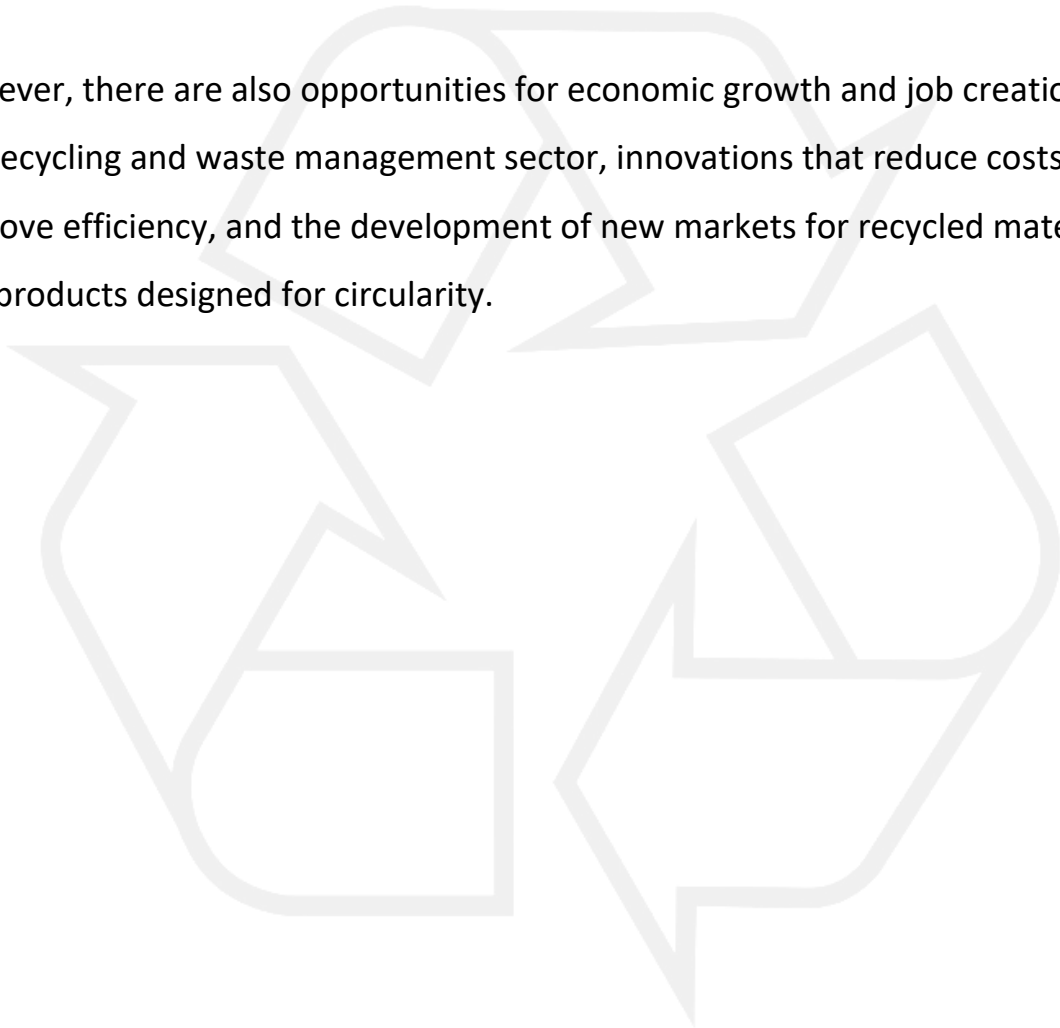 ever, there are also opportunities for economic growth and job creatio
ecycling and waste management sector, innovations that reduce costs
ove efficiency, and the development of new markets for recycled mate
products designed for circularity.